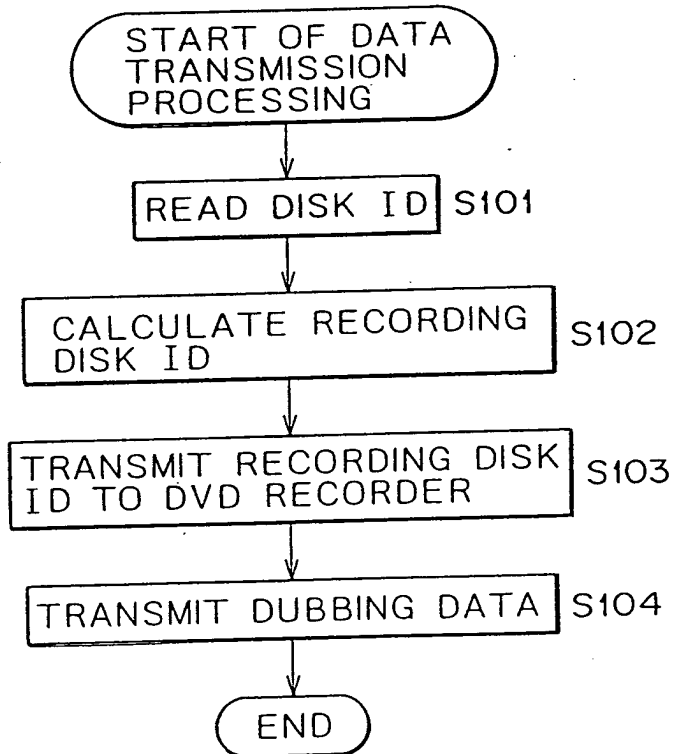 START OF DATA
TRANSMISSION
PROCESSING
READ DISK ID S101
CALCULATE RECORDING
DISK ID
S102
TRANSMIT RECORDING DISK
ID TO DVD RECORDER
S103
TRANSMIT DUBBING DATA S104
END